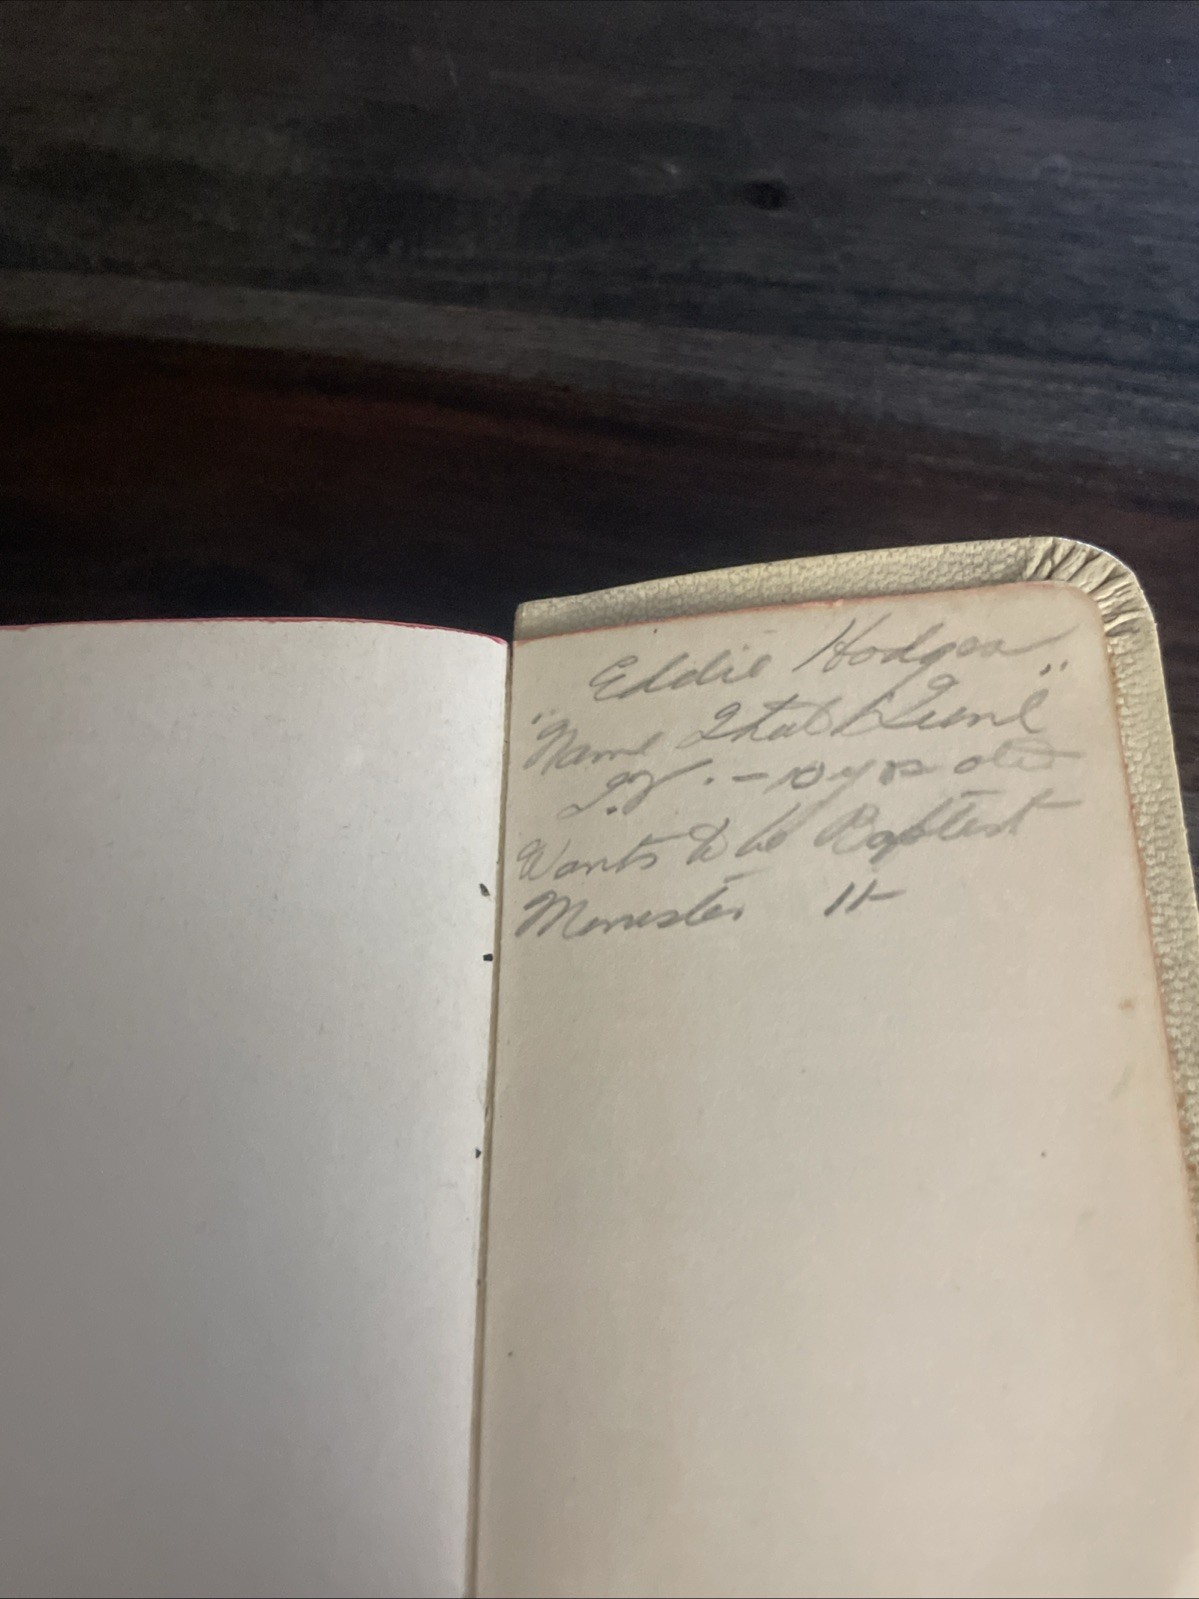 Eddie Hodges
"Name That Tune"
T.V. - 10 yrs old
Wants to be Baptist
Minister